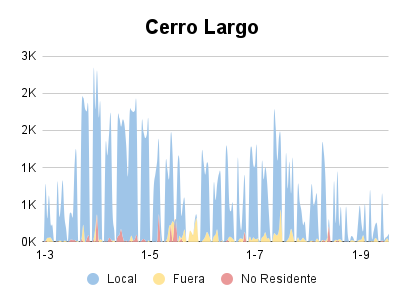 Cerro Largo
3K
2K
2K
1K
1K
0K
1-3
1-5
1-7
1-9
Local
Fuera
No Residente